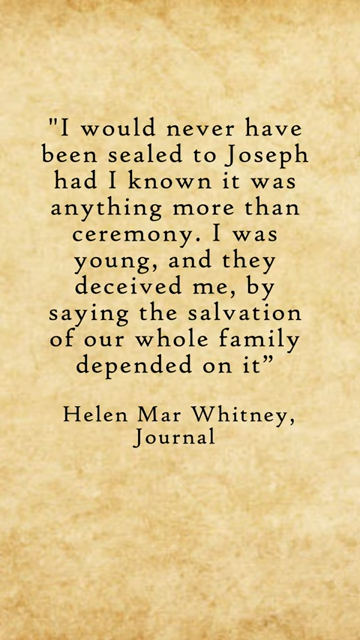 "I would never have
been sealed to Joseph
had I known it was
anything more than
ceremony. I was
young, and they
deceived me, by
saying the salvation
of our whole family
depended on it”
Helen Mar Whitney,
Journal